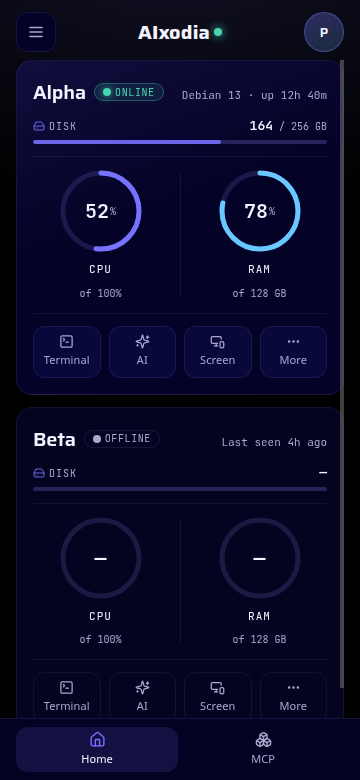 AIxodia
P
Alpha ONLINE Debian 13 · up 12h 40m
DISK 164 / 256 GB
52% 78%
CPU RAM
of 100% of 128 GB
Terminal AI Screen More
Beta OFFLINE Last seen 4h ago
DISK —
— —
CPU RAM
of 100% of 128 GB
Terminal AI Screen More
Home MCP